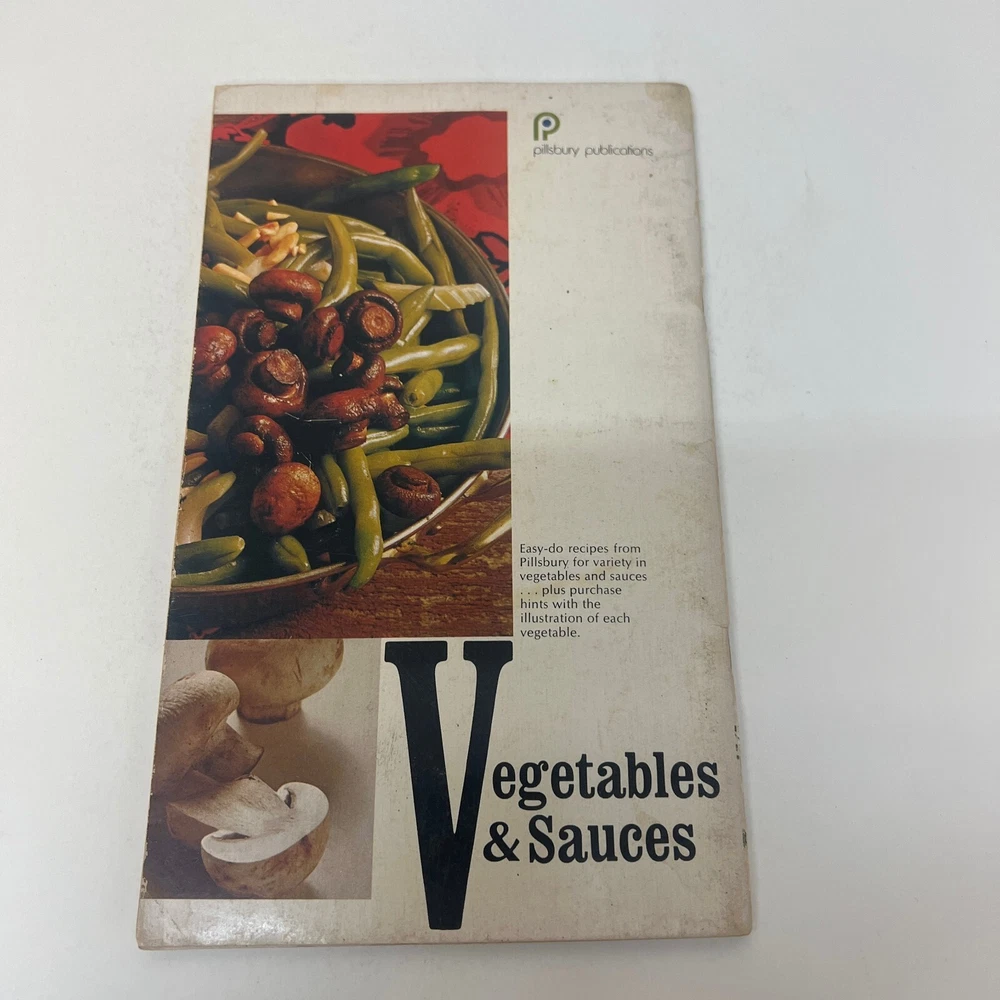 pillsbury publications
Easy-do recipes from
Pillsbury for variety in
vegetables and sauces
. . . plus purchase
hints with the
illustration of each
vegetable.
Vegetables
& Sauces